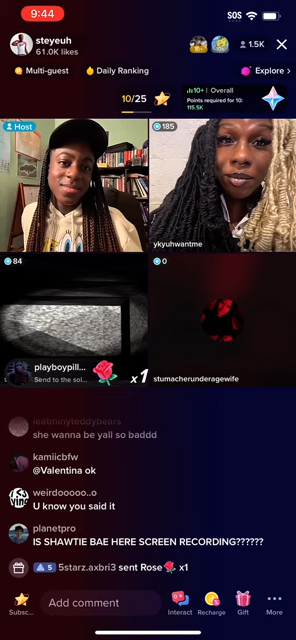 9:44
SOS
steyeuh
61.0K likes
1.5K
Multi-guest
Daily Ranking
Explore >
10/25
10+ | Overall
Points required for 10:
115.5K
Host
185
ykyuhwantme
84
0
playboypill...
Send to the sol...
x1
stumacherunderagewife
ieatminyteddybears
she wanna be yall so baddd
kamiicbfw
@Valentina ok
weirdooooo..o
U know you said it
planetpro
IS SHAWTIE BAE HERE SCREEN RECORDING??????
5 5starz.axbri3 sent Rose x1
Subsc...
Add comment
Interact
Recharge
Gift
More